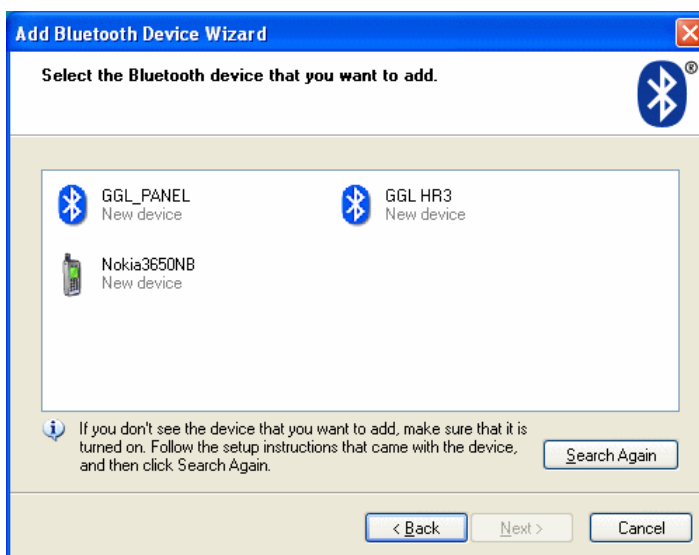 Add Bluetooth Device Wizard
Select the Bluetooth device that you want to add.
®
GGL_PANEL
New device
GGL HR3
New device
Nokia3650NB
New device
If you don't see the device that you want to add, make sure that it is
turned on. Follow the setup instructions that came with the device,
and then click Search Again.
Search Again
< Back
Next >
Cancel